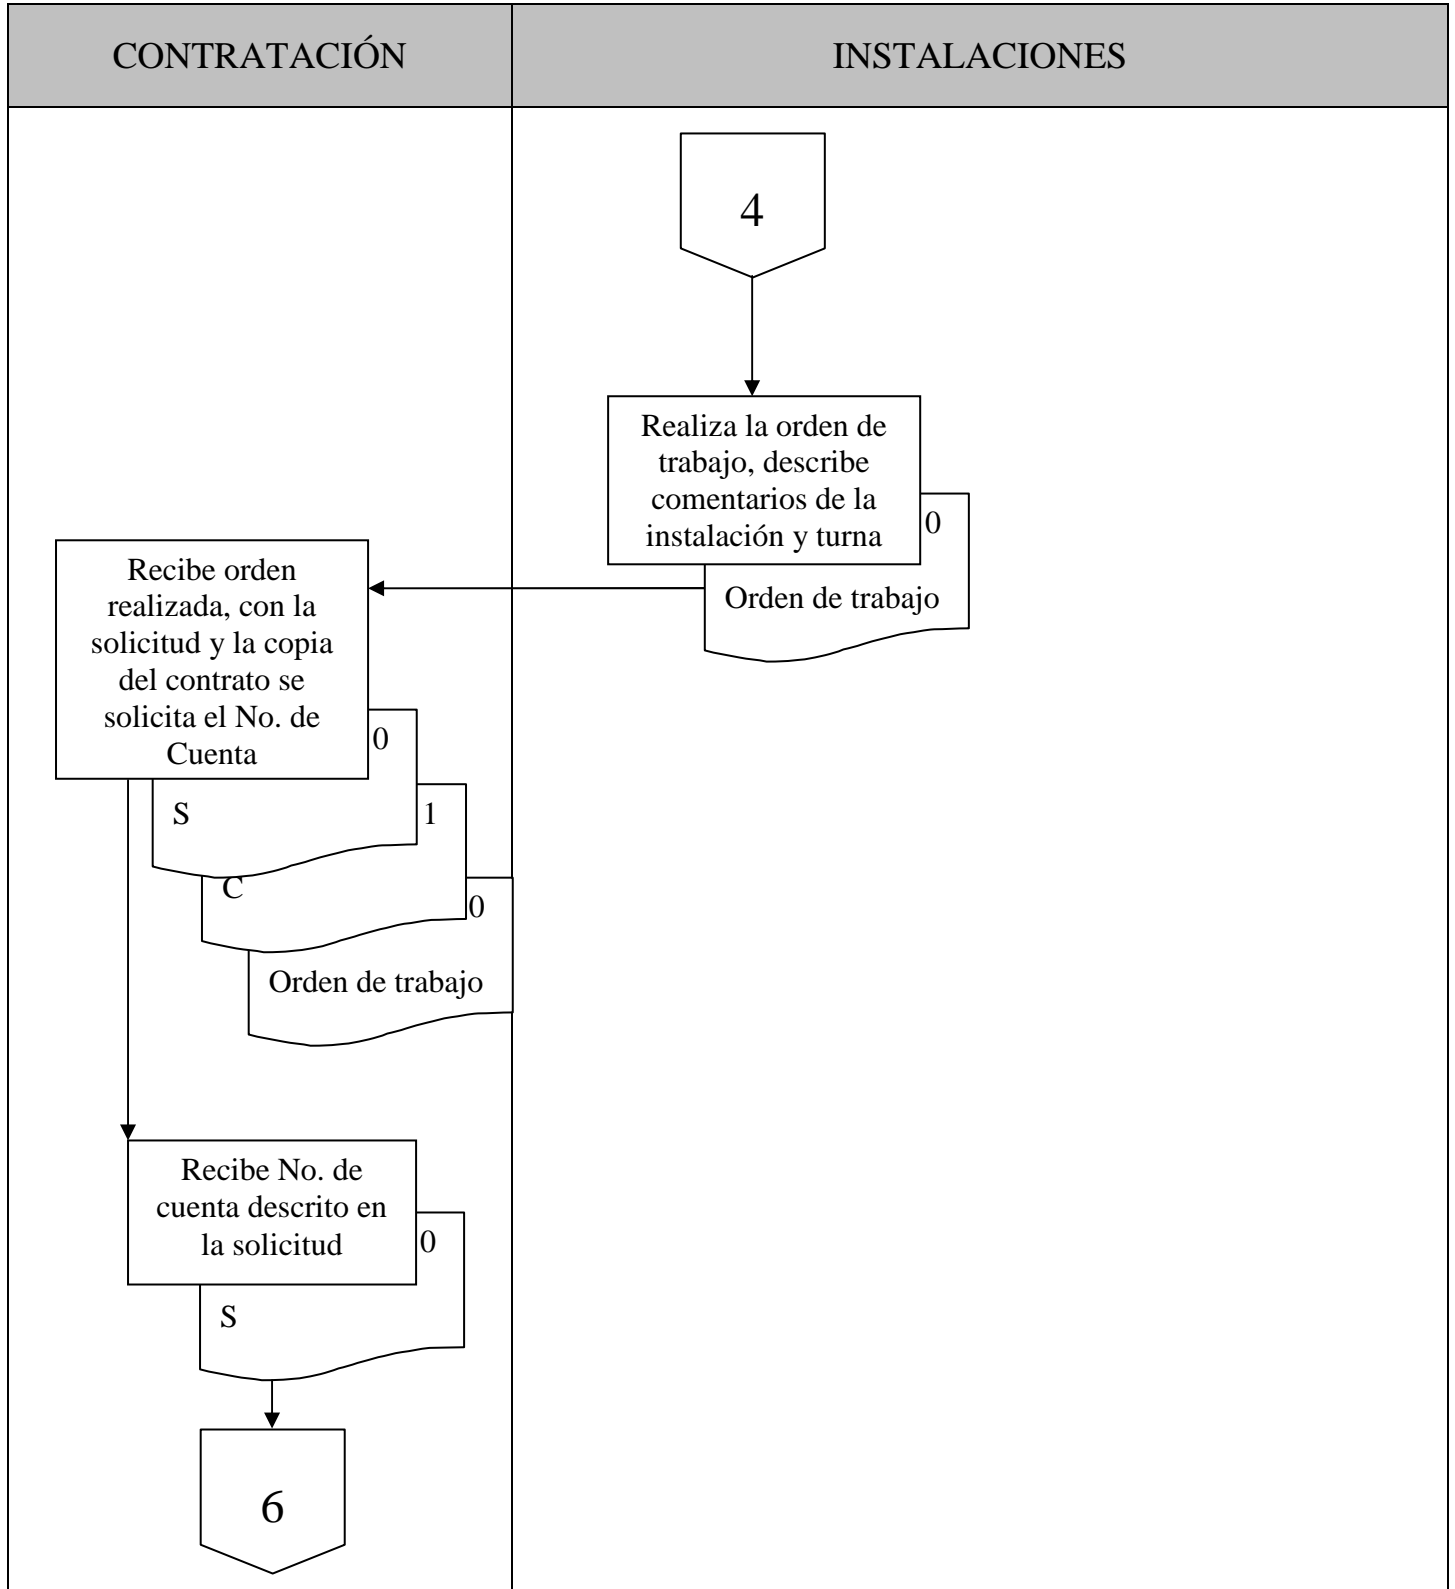 CONTRATACIÓN
INSTALACIONES
4
Realiza la orden de
trabajo, describe
comentarios de la
instalación y turna
0
Orden de trabajo
Recibe orden
realizada, con la
solicitud y la copia
del contrato se
solicita el No. de
Cuenta
0
S
1
C
0
Orden de trabajo
Recibe No. de
cuenta descrito en
la solicitud
0
S
6